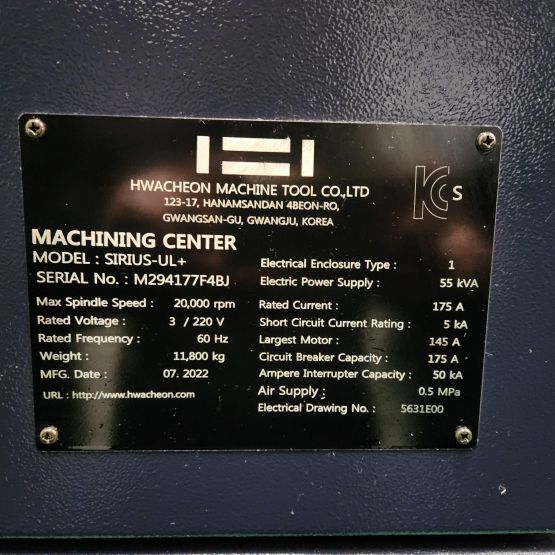 HWACHEON MACHINE TOOL CO.,LTD
123-17, HANAMSANDAN 4BEON-RO,
GWANGSAN-GU, GWANGJU, KOREA
KC S
MACHINING CENTER
MODEL : SIRIUS-UL+
SERIAL No. : M294177F4BJ
Max Spindle Speed : 20,000 rpm
Rated Voltage : 3 / 220 V
Rated Frequency : 60 Hz
Weight : 11,800 kg
MFG. Date : 07. 2022
URL : http://www.hwacheon.com
Electrical Enclosure Type : 1
Electric Power Supply : 55 kVA
Rated Current : 175 A
Short Circuit Current Rating : 5 kA
Largest Motor : 145 A
Circuit Breaker Capacity : 175 A
Ampere Interrupter Capacity : 50 kA
Air Supply : 0.5 MPa
Electrical Drawing No. : 5631E00